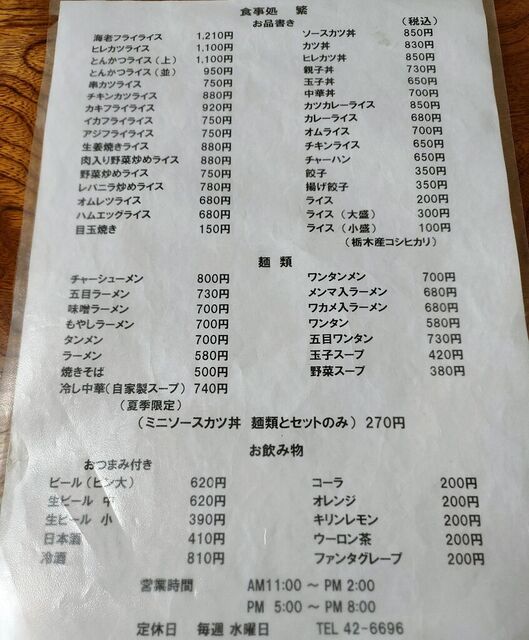 食事処 繁
お品書き (税込)
海老フライライス 1,210円 ソースカツ丼 850円
ヒレカツライス 1,100円 カツ丼 830円
とんかつライス(上) 1,100円 ヒレカツ丼 850円
とんかつライス(並) 950円 親子丼 730円
串カツライス 750円 玉子丼 650円
チキンカツライス 880円 中華丼 700円
カキフライライス 920円 カツカレーライス 850円
イカフライライス 750円 カレーライス 680円
アジフライライス 750円 オムライス 700円
生姜焼きライス 880円 チキンライス 650円
肉入り野菜炒めライス 880円 チャーハン 650円
野菜炒めライス 750円 餃子 350円
レバニラ炒めライス 780円 揚げ餃子 350円
オムレツライス 680円 ライス 200円
ハムエッグライス 680円 ライス(大盛) 300円
目玉焼き 150円 ライス(小盛) 100円
(栃木産コシヒカリ)
麺類
チャーシューメン 800円 ワンタンメン 700円
五目ラーメン 730円 メンマ入ラーメン 680円
味噌ラーメン 700円 ワカメ入ラーメン 680円
もやしラーメン 700円 ワンタン 580円
タンメン 700円 五目ワンタン 730円
ラーメン 580円 玉子スープ 420円
焼きそば 500円 野菜スープ 380円
冷し中華(自家製スープ) 740円
(夏季限定)
(ミニソースカツ丼 麺類とセットのみ) 270円
お飲み物
おつまみ付き
ビール(ビン大) 620円 コーラ 200円
生ビール 中 620円 オレンジ 200円
生ビール 小 390円 キリンレモン 200円
日本酒 410円 ウーロン茶 200円
冷酒 810円 ファンタグレープ 200円
営業時間 AM11:00 ~ PM 2:00
PM 5:00 ~ PM 8:00
定休日 毎週 水曜日 TEL 42-6696